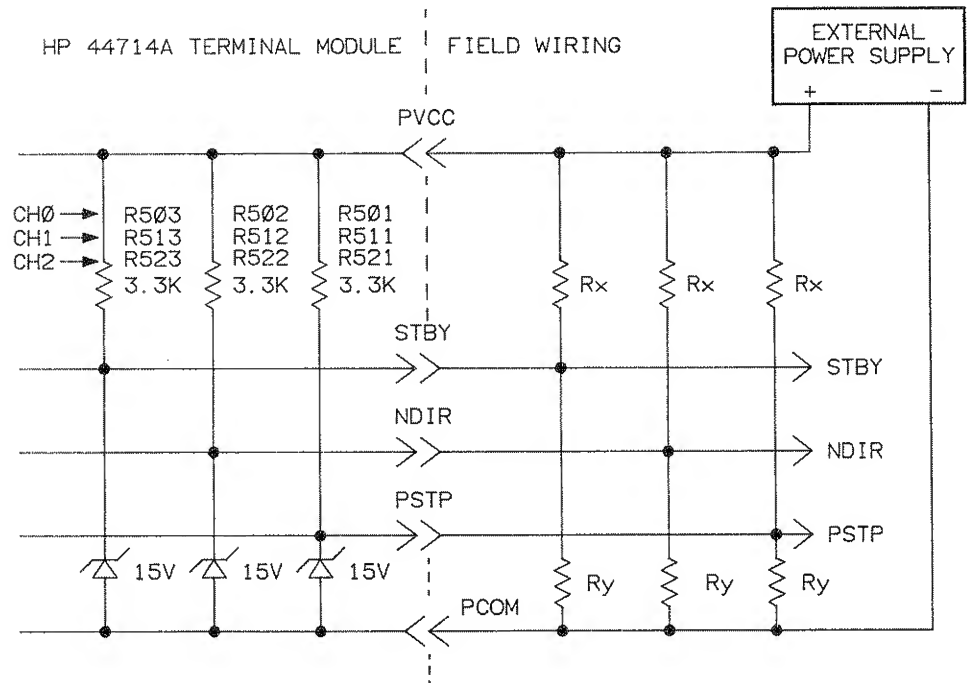 HP 44714A TERMINAL MODULE
FIELD WIRING
EXTERNAL
POWER SUPPLY
+ -
PVCC
CHØ R5Ø3 R5Ø2 R5Ø1
CH1 R513 R512 R511
CH2 R523 R522 R521
3.3K 3.3K 3.3K
Rx Rx Rx
STBY
STBY
NDIR
NDIR
PSTP
PSTP
15V 15V 15V
Ry Ry Ry
PCOM